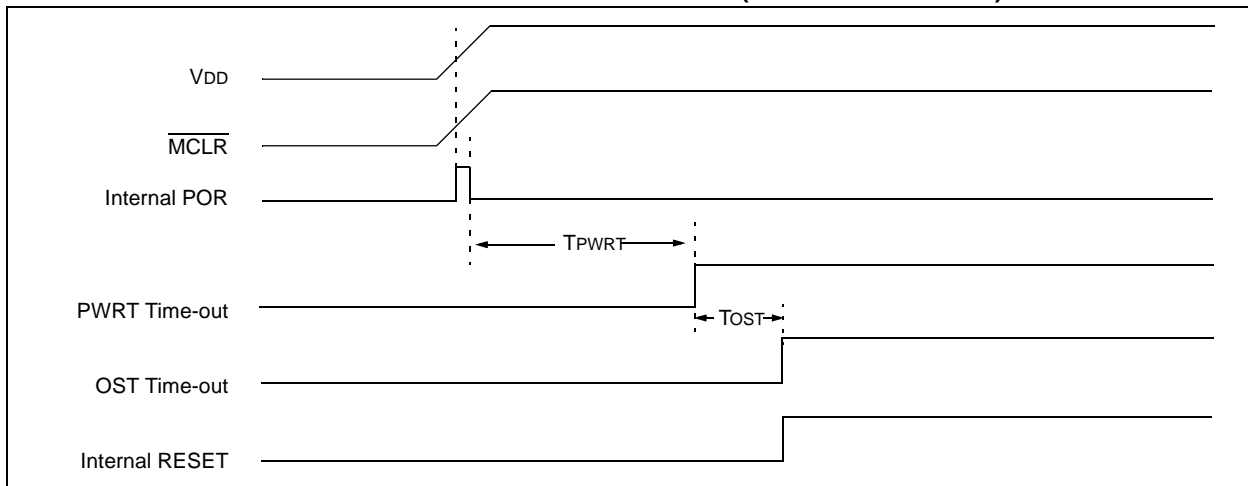 VDD
MCLR
Internal POR
TPWRT
PWRT Time-out
TOST
OST Time-out
Internal RESET